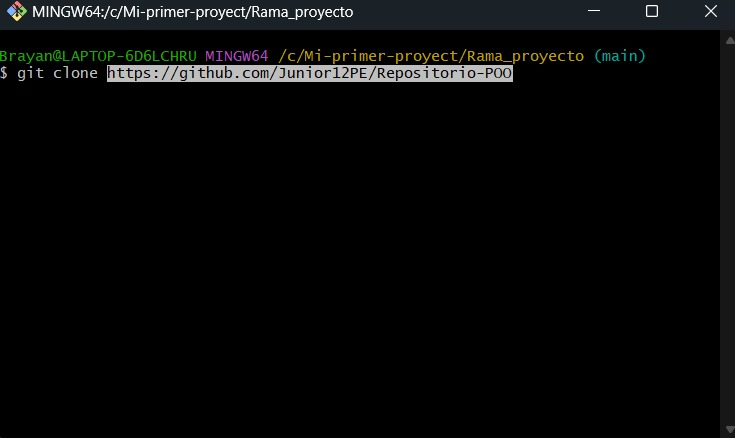 MINGW64:/c/Mi-primer-proyect/Rama_proyecto
Brayan@LAPTOP-6D6LCHRU MINGW64 /c/Mi-primer-proyect/Rama_proyecto (main)
$ git clone https://github.com/Junior12PE/Repositorio-POO